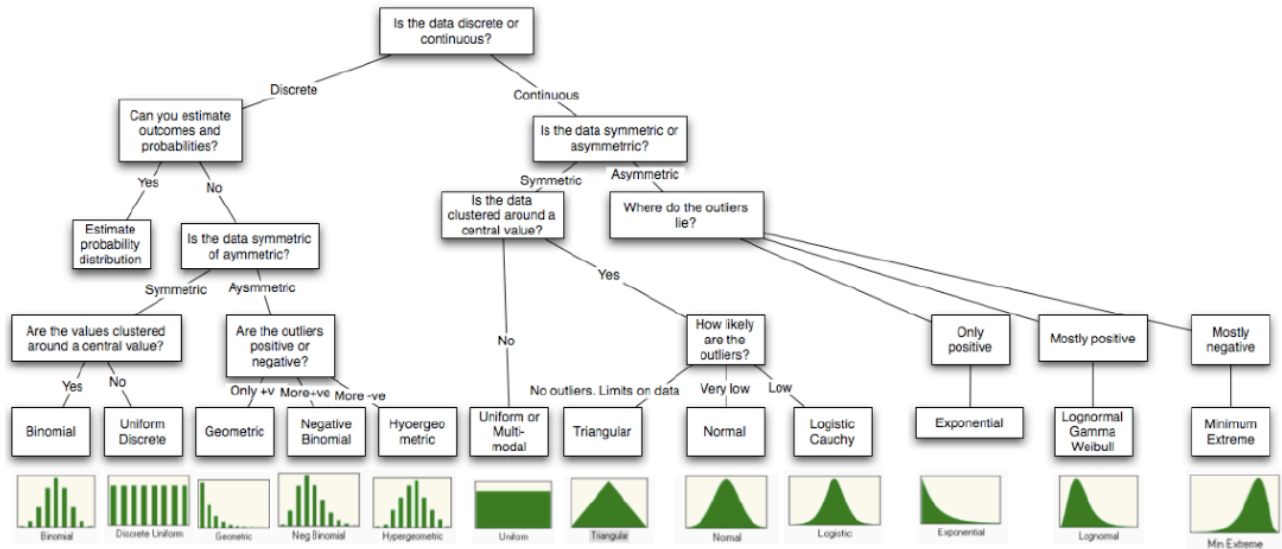 Is the data discrete or
continuous?
Discrete
Continuous
Can you estimate
outcomes and
probabilities?
Is the data symmetric or
asymmetrric?
Yes
No
Symmetric
Asymmetric
Estimate
probability
distribution
Is the data symmetric
of aymmetric?
Is the data
clustered around a
central value?
Where do the outliers
lie?
Symmetric
Aysmmetric
Yes
No
Are the values clustered
around a central value?
Are the outliers
positive or
negative?
How likely
are the
outliers?
Only
positive
Mostly positive
Mostly
negative
Yes
No
Only +v
More+ve
More -ve
No outliers. Limits on data
Very low
Low
Binomial
Uniform
Discrete
Geometric
Negative
Binomial
Hyoergeo
metric
Uniform or
Multi-
modal
Triangular
Normal
Logistic
Cauchy
Exponential
Lognormal
Gamma
Weibull
Minimum
Extreme
Binomial
Discrete Uniform
Geometric
Neg Binomial
Hypergeometric
Uniform
Triangular
Normal
Logistic
Exponential
Lognormal
Min Extreme